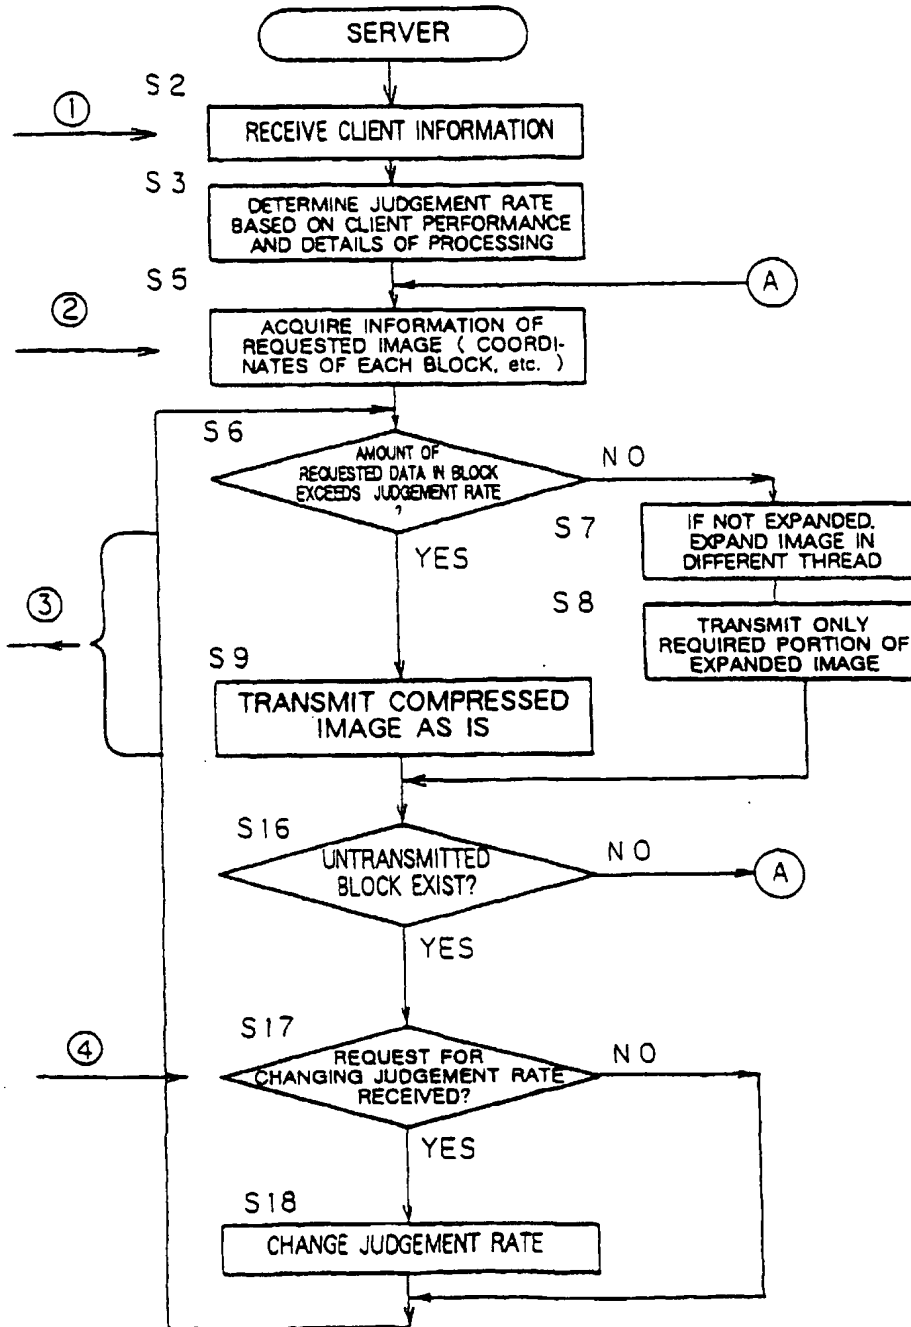 SERVER
S2
①
RECEIVE CLIENT INFORMATION
S3
DETERMINE JUDGEMENT RATE
BASED ON CLIENT PERFORMANCE
AND DETAILS OF PROCESSING
S5
A
②
ACQUIRE INFORMATION OF
REQUESTED IMAGE ( COORDI-
NATES OF EACH BLOCK, etc. )
S6
AMOUNT OF
REQUESTED DATA IN BLOCK
EXCEEDS JUDGEMENT RATE
?
NO
YES
S7
IF NOT EXPANDED.
EXPAND IMAGE IN
DIFFERENT THREAD
③
S8
TRANSMIT ONLY
REQUIRED PORTION OF
EXPANDED IMAGE
S9
TRANSMIT COMPRESSED
IMAGE AS IS
S16
UNTRANSMITTED
BLOCK EXIST?
NO
A
YES
S17
④
REQUEST FOR
CHANGING JUDGEMENT RATE
RECEIVED?
NO
YES
S18
CHANGE JUDGEMENT RATE